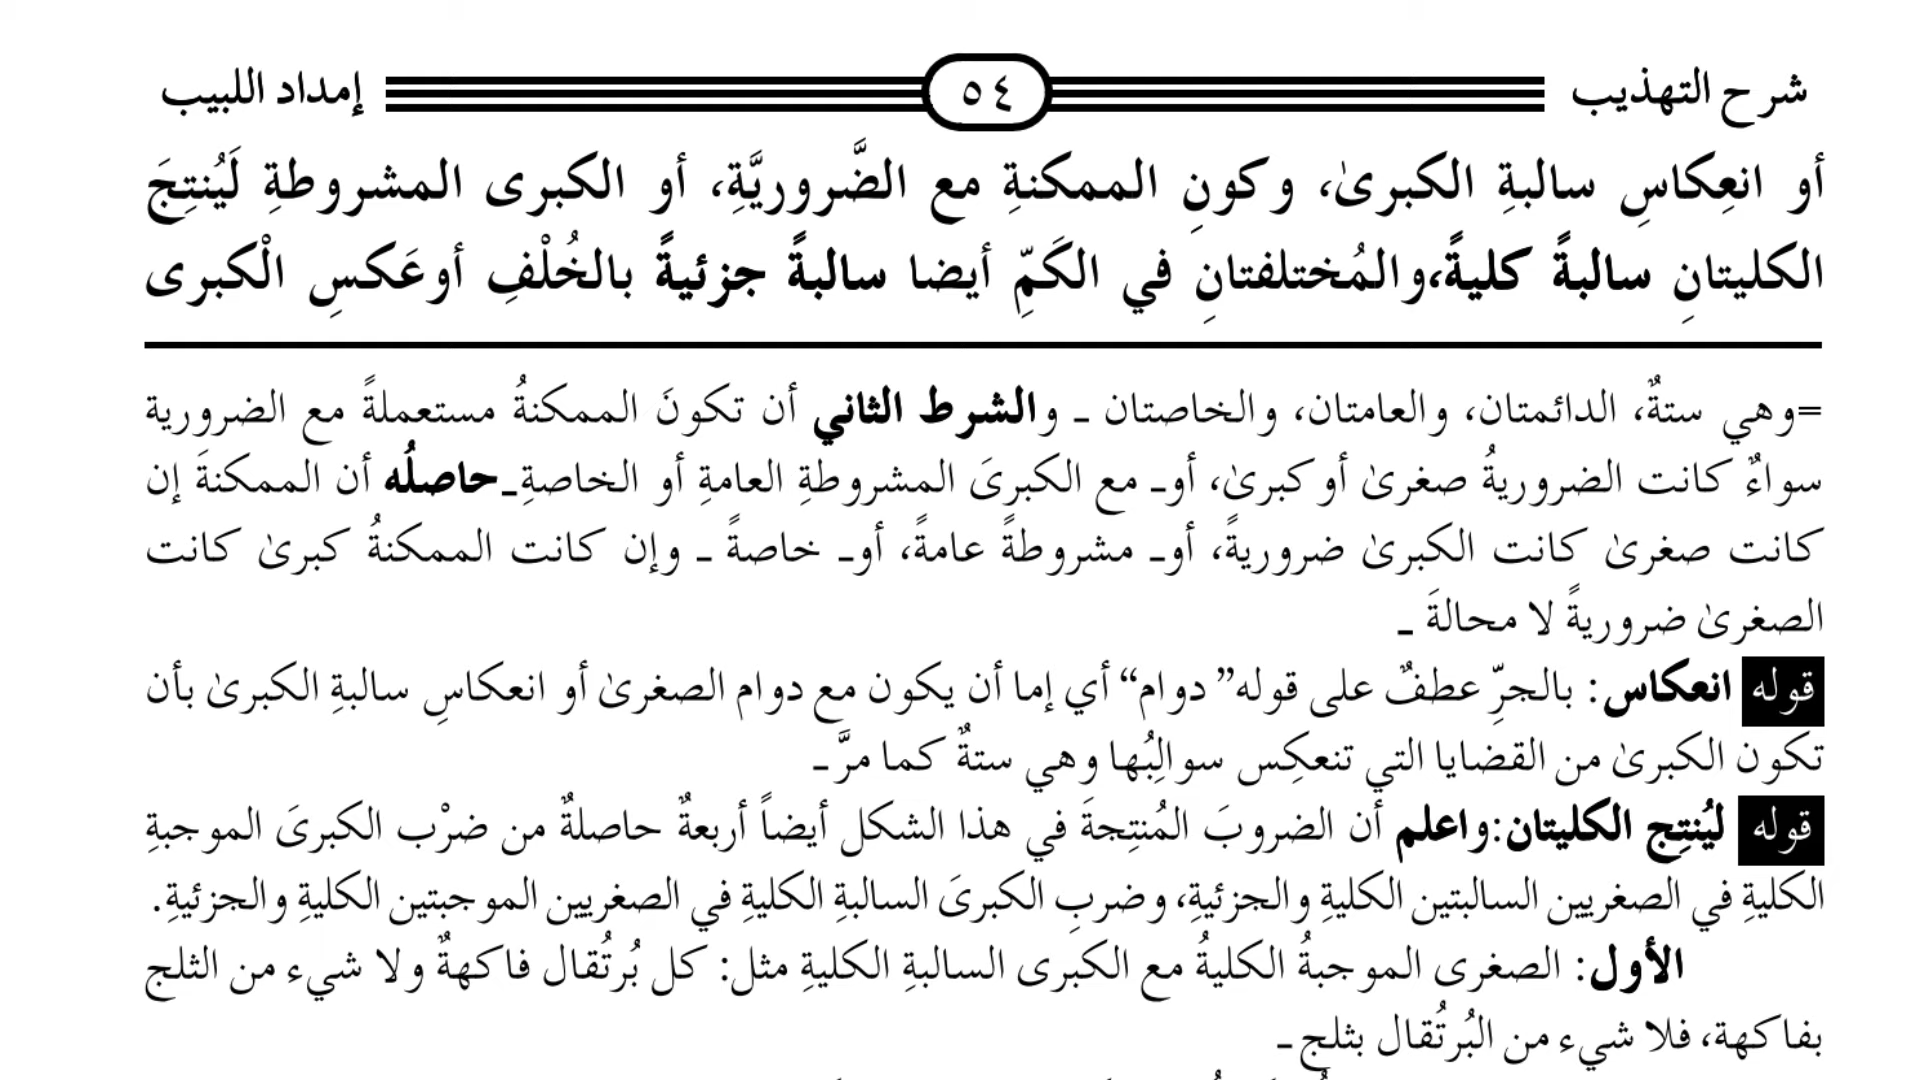 شرح التهذيب ٥٤ إمداد اللبيب
أو انعِكاسِ سالبةِ الكبرىٰ، وكونِ الممكنةِ مع الضَّروريَّةِ، أو الكبرى المشروطةِ لَيُنتِجَ
الكليتانِ سالبةً كليةً،والمُختلفتانِ في الكَمِّ أيضا سالبةً جزئيةً بالخُلْفِ أوعَكسِ الْكبرى
=وهي ستةٌ، الدائمتان، والعامتان، والخاصتان ـ والشرط الثاني أن تكونَ الممكنةُ مستعملةً مع الضرورية
سواءٌ كانت الضروريةُ صغرىٰ أوكبرىٰ، أوـ مع الكبرىَ المشروطةِ العامةِ أو الخاصةِـحاصلُه أن الممكنةَ إن
كانت صغرىٰ كانت الكبرىٰ ضروريةً، أوـ مشروطةً عامةً، أوـ خاصةً ـ وإن كانت الممكنةُ كبرىٰ كانت
الصغرىٰ ضروريةً لا محالةَ ـ
قوله انعكاس: بالجرِّ عطفٌ على قوله” دوام“ أي إما أن يكون مع دوام الصغرىٰ أو انعكاسِ سالبةِ الكبرىٰ بأن
تكون الكبرىٰ من القضايا التي تنعكِس سوالِبُها وهي ستةٌ كما مرَّـ
قوله ليُنتِج الكليتان:واعلم أن الضروبَ المُنتِجةَ في هذا الشكل أيضاً أربعةٌ حاصلةٌ من ضرْب الكبرىَ الموجبةِ
الكليةِ في الصغريين السالبتين الكليةِ والجزئيةِ، وضربِ الكبرىَ السالبةِ الكليةِ في الصغريين الموجبتين الكليةِ والجزئيةِ.
الأول: الصغرى الموجبةُ الكليةُ مع الكبرى السالبةِ الكليةِ مثل: كل بُرتُقال فاكهةٌ ولا شيء من الثلج
بفاكهة، فلا شيء من البُرتُقال بثلج ـ